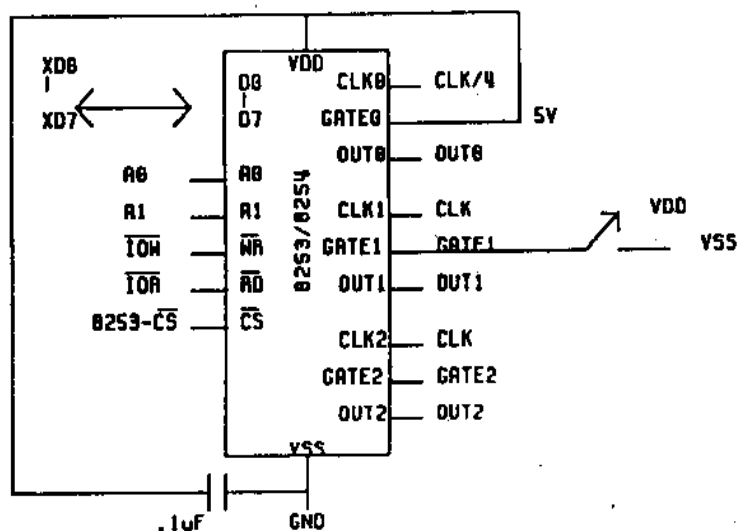 VDD
XD0 D0 CLK0 CLK/4
XD7 D7 GATE0 5V
OUT0 OUT0
A0 A0
8253/8254
A1 A1 CLK1 CLK
VDD
IOW WR GATE1 GATE1 VSS
IOR RD OUT1 OUT1
8253-CS CS
CLK2 CLK
GATE2 GATE2
OUT2 OUT2
VSS
.1uF GND